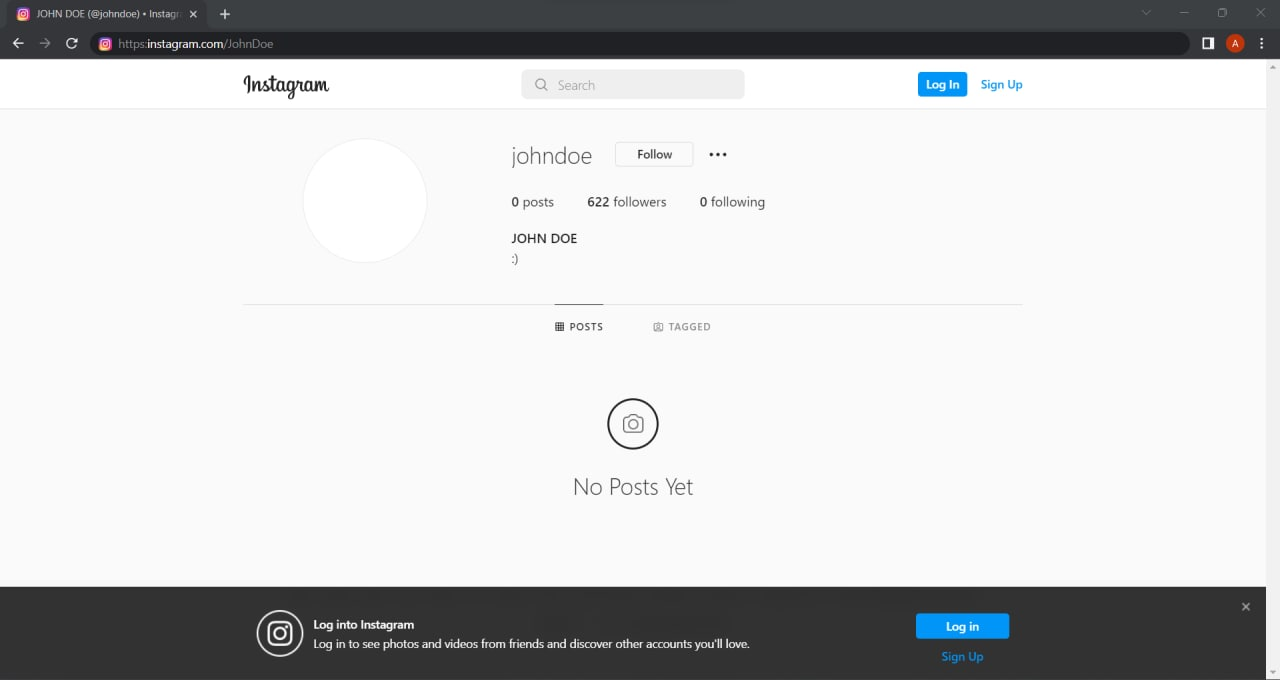 JOHN DOE (@johndoe) • Instagr
https:instagram.com/JohnDoe
A
Instagram
Search
Log In
Sign Up
johndoe
Follow
0 posts
622 followers
0 following
JOHN DOE
:)
POSTS
TAGGED
No Posts Yet
Log into Instagram
Log in to see photos and videos from friends and discover other accounts you'll love.
Log in
Sign Up